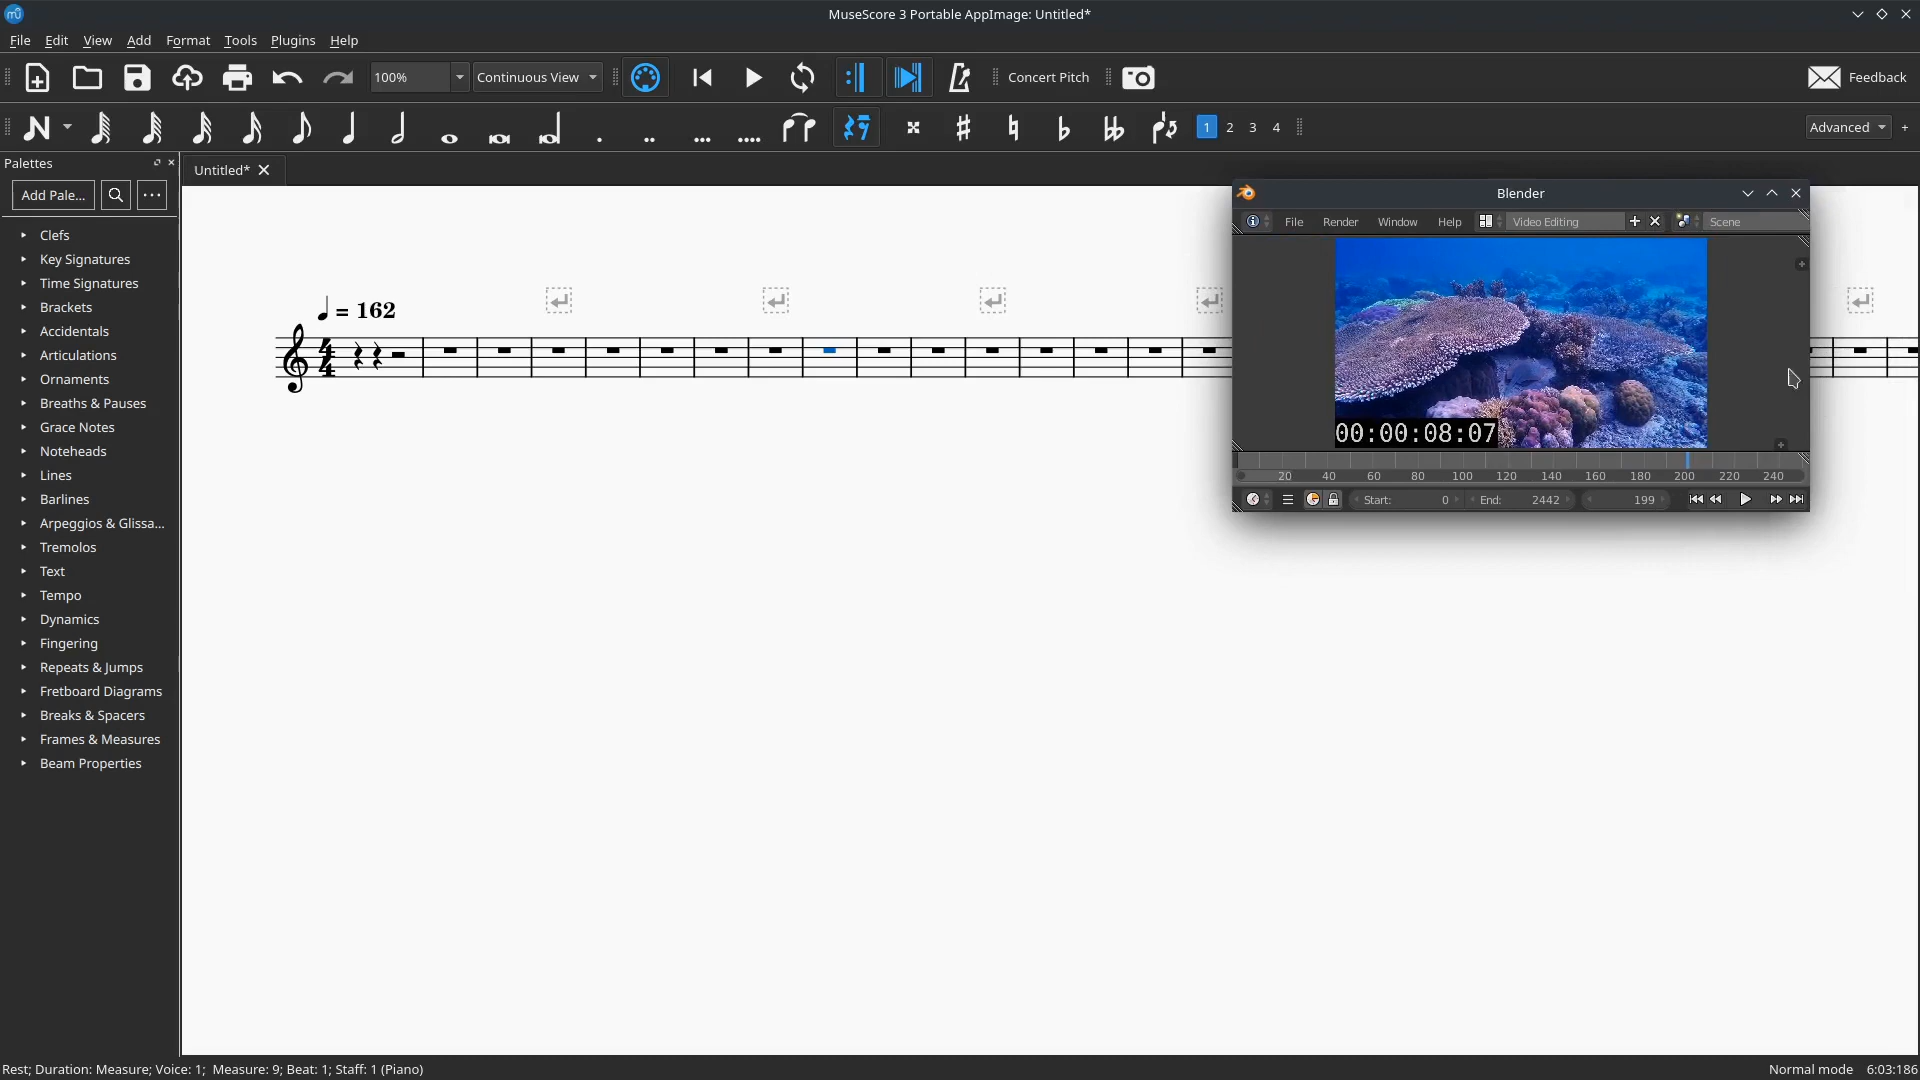 MuseScore 3 Portable AppImage: Untitled*
File Edit View Add Format Tools Plugins Help
100% Continuous View Concert Pitch Feedback
1 2 3 4 Advanced +
Palettes
Untitled*
Add Pale... ...
Clefs
Key Signatures
Time Signatures
Brackets
Accidentals
Articulations
Ornaments
Breaths & Pauses
Grace Notes
Noteheads
Lines
Barlines
Arpeggios & Glissa...
Tremolos
Text
Tempo
Dynamics
Fingering
Repeats & Jumps
Fretboard Diagrams
Breaks & Spacers
Frames & Measures
Beam Properties
= 162
4
4
Blender
File Render Window Help Video Editing Scene
00:00:08:07
20 40 60 80 100 120 140 160 180 200 220 240
Start: 0 End: 2442 199
Rest; Duration: Measure; Voice: 1; Measure: 9; Beat: 1; Staff: 1 (Piano)
Normal mode 6:03:186